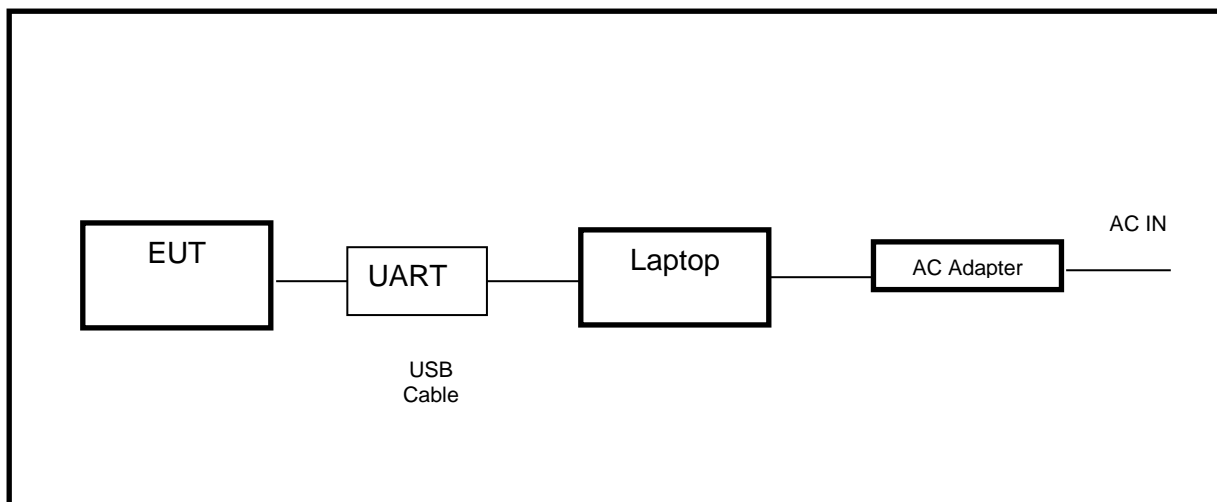 AC IN
EUT
UART
Laptop
AC Adapter
USB
Cable